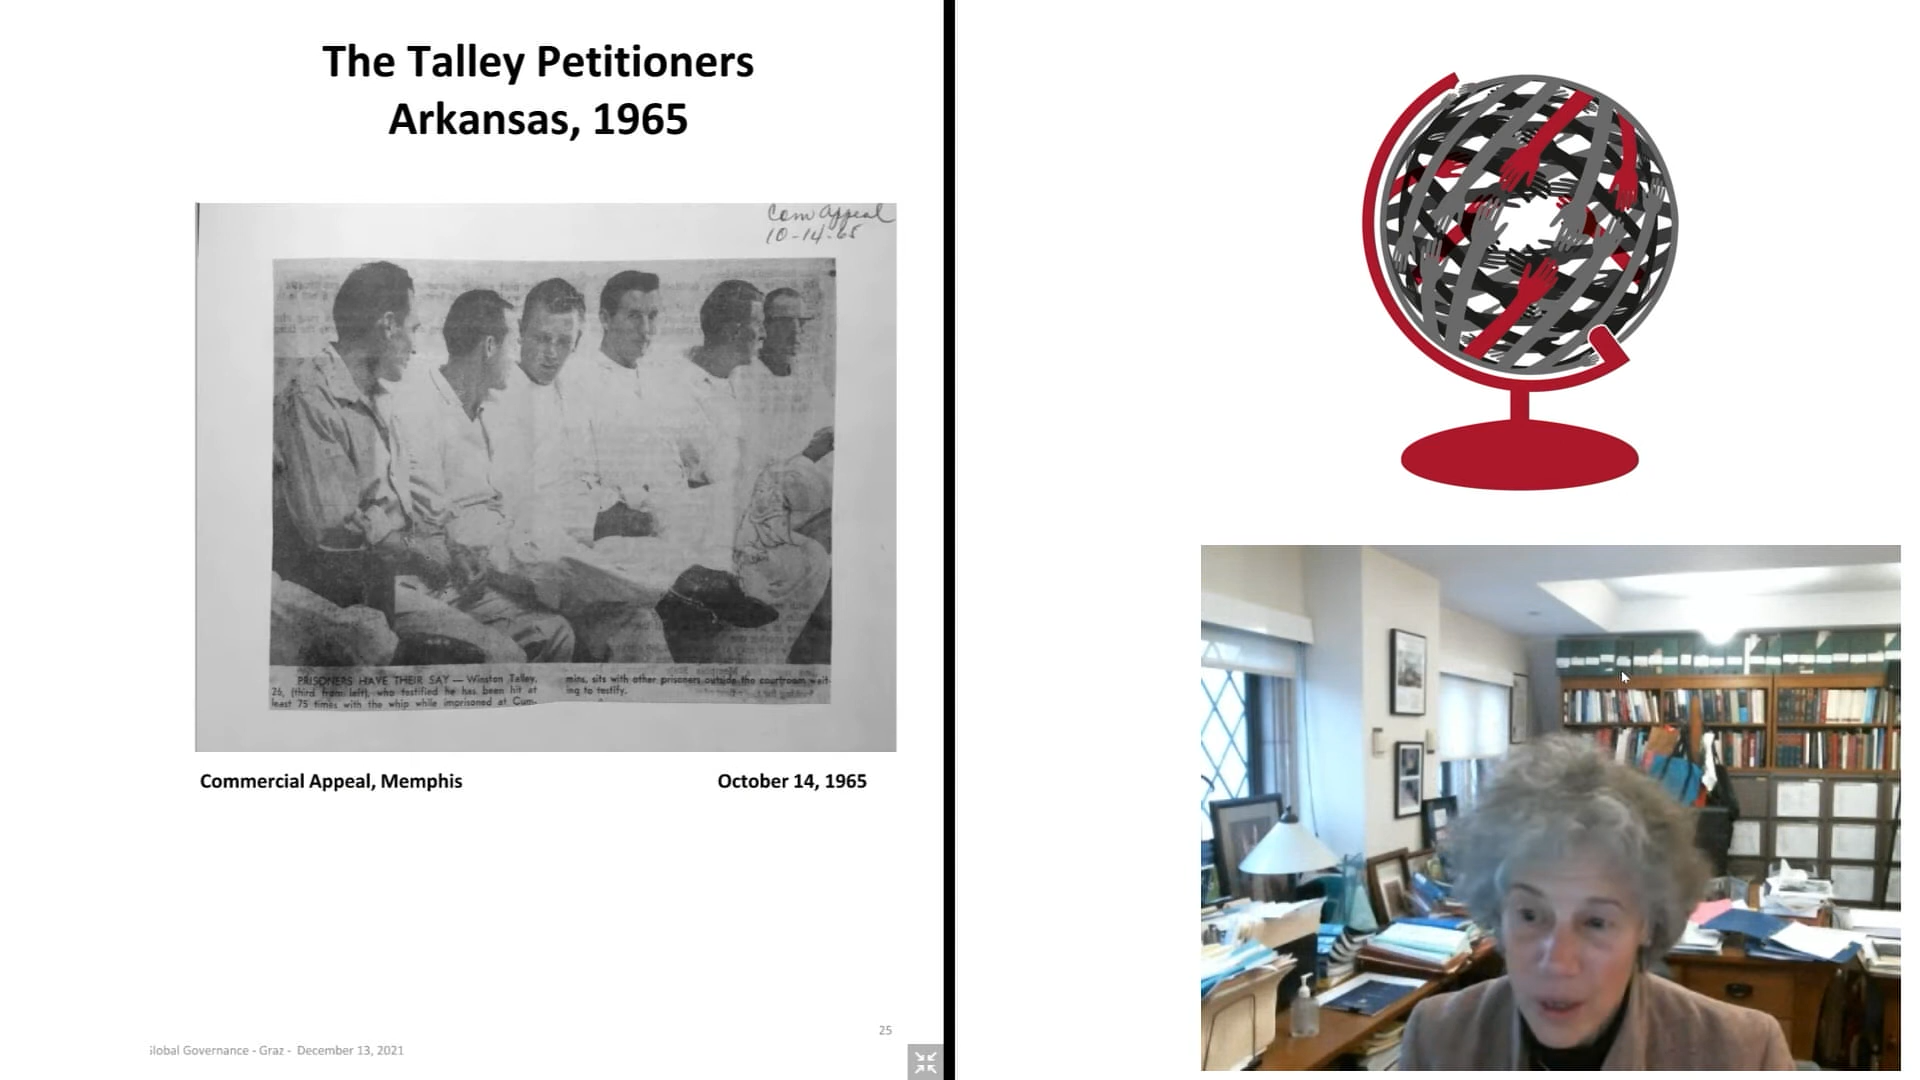 The Talley Petitioners
Arkansas, 1965
Com Appeal
10-14-65
PRISONERS HAVE THEIR SAY — Winston Talley,
26, (third from left), who testified he has been hit at
least 75 times with the whip while imprisoned at Cum-
mins, sits with other prisoners outside the courtroom wait-
ing to testify.
Commercial Appeal, Memphis
October 14, 1965
25
Global Governance - Graz - December 13, 2021